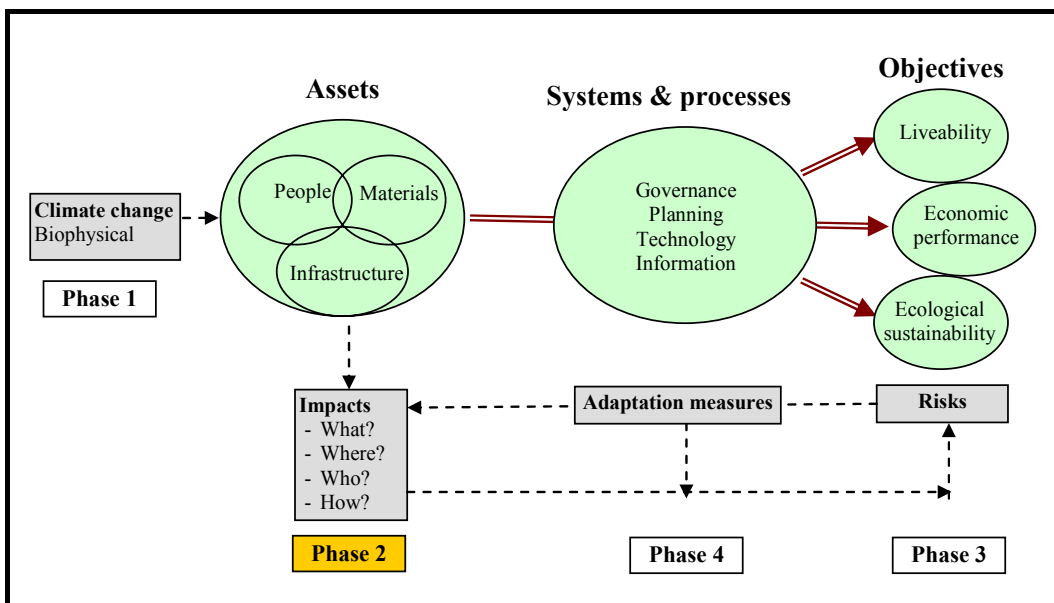 Objectives
Assets
Systems & processes
Liveability
People
Materials
Governance
Planning
Technology
Information
Climate change
Biophysical
Economic
performance
Infrastructure
Phase 1
Ecological
sustainability
Impacts
- What?
- Where?
- Who?
- How?
Adaptation measures
Risks
Phase 2
Phase 4
Phase 3